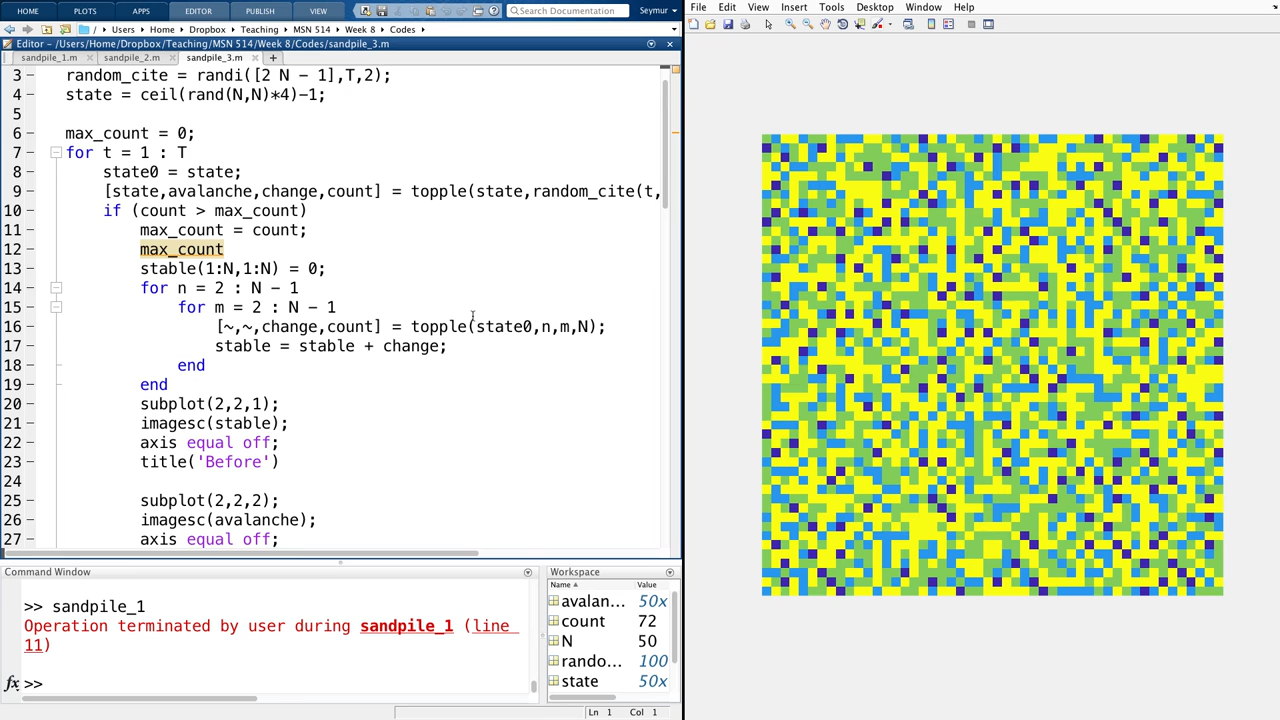 HOME PLOTS APPS EDITOR PUBLISH VIEW Search Documentation Seymur
/ Users Home Dropbox Teaching MSN 514 Week 8 Codes
Editor - /Users/Home/Dropbox/Teaching/MSN 514/Week 8/Codes/sandpile_3.m
sandpile_1.m sandpile_2.m sandpile_3.m
3 random_cite = randi([2 N - 1],T,2);
4 state = ceil(rand(N,N)*4)-1;
5
6 max_count = 0;
7 for t = 1 : T
8 state0 = state;
9 [state,avalanche,change,count] = topple(state,random_cite(t,
10 if (count > max_count)
11 max_count = count;
12 max_count
13 stable(1:N,1:N) = 0;
14 for n = 2 : N - 1
15 for m = 2 : N - 1
16 [~,~,change,count] = topple(state0,n,m,N);
17 stable = stable + change;
18 end
19 end
20 subplot(2,2,1);
21 imagesc(stable);
22 axis equal off;
23 title('Before')
24
25 subplot(2,2,2);
26 imagesc(avalanche);
27 axis equal off;
Command Window
>> sandpile_1
Operation terminated by user during sandpile_1 (line
11)
fx >>
Workspace
Name Value
avalan... 50x
count 72
N 50
rando... 100
state 50x
Ln 1 Col 1
File Edit View Insert Tools Desktop Window Help